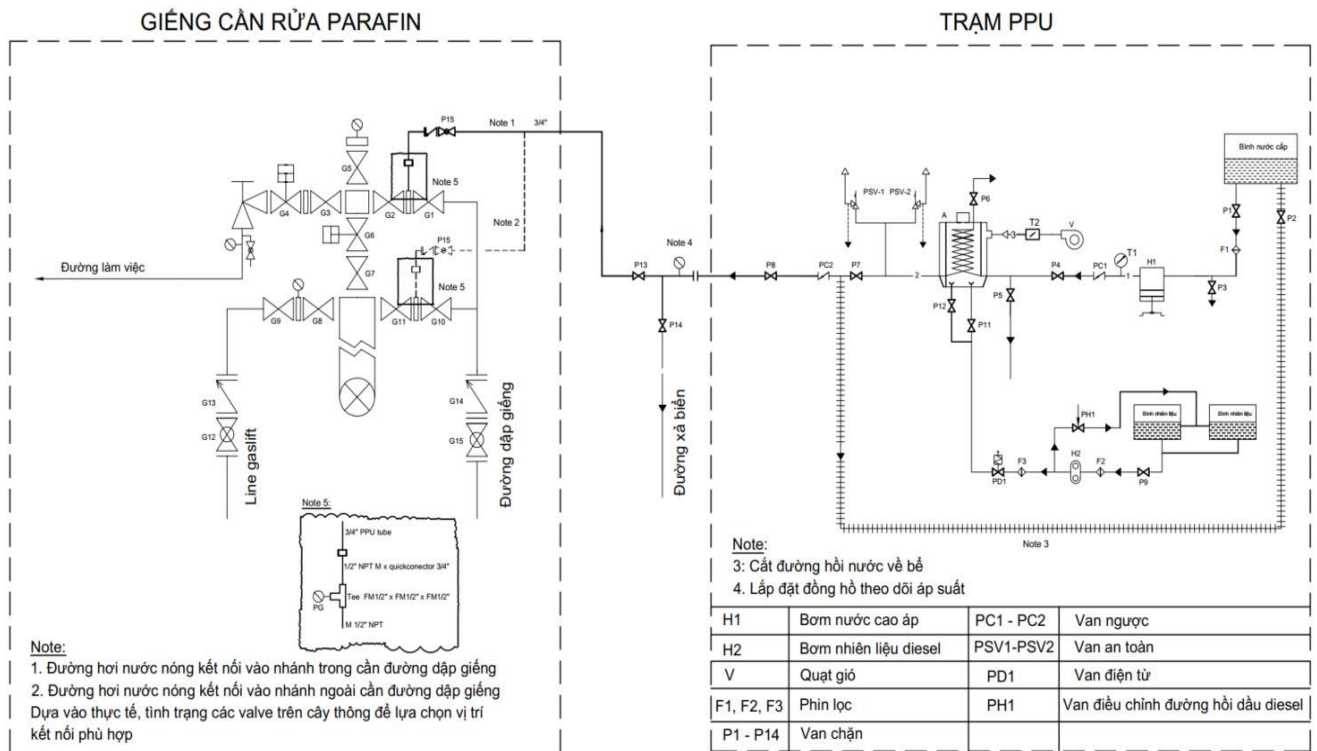 GIẾNG CẦN RỬA PARAFIN
TRẠM PPU
P15
Note 1
3/4"
G5
Note 5
G4
G3
G2
G1
G6
Note 2
P15
G7
Note 5
Đường làm việc
G9
G8
G11
G10
G13
G12
Line gaslift
G14
G15
Đường dập giếng
Note 5:
3/4" PPU tube
1/2" NPT M x quickconector 3/4"
PG
Tee FM1/2" x FM1/2" x FM1/2"
M 1/2" NPT
Note:
1. Đường hơi nước nóng kết nối vào nhánh trong cần đường dập giếng
2. Đường hơi nước nóng kết nối vào nhánh ngoài cần đường dập giếng
Dựa vào thực tế, tình trạng các valve trên cây thông để lựa chọn vị trí
kết nối phù hợp
Note 4
P13
P14
Đường xả biển
P8
PC2
P7
PSV-1
PSV-2
2
A
P6
3
T2
V
Bình nước cấp
P1
P2
F1
P4
PC1
T1
1
H1
P3
P5
P12
P11
PH1
Bình nhiên liệu
Bình nhiên liệu
PD1
F3
H2
F2
P9
Note 3
Note:
3: Cắt đường hồi nước về bể
4. Lắp đặt đồng hồ theo dõi áp suất
H1 Bơm nước cao áp PC1 - PC2 Van ngược
H2 Bơm nhiên liệu diesel PSV1-PSV2 Van an toàn
V Quạt gió PD1 Van điện từ
F1, F2, F3 Phin lọc PH1 Van điều chỉnh đường hồi dầu diesel
P1 - P14 Van chặn